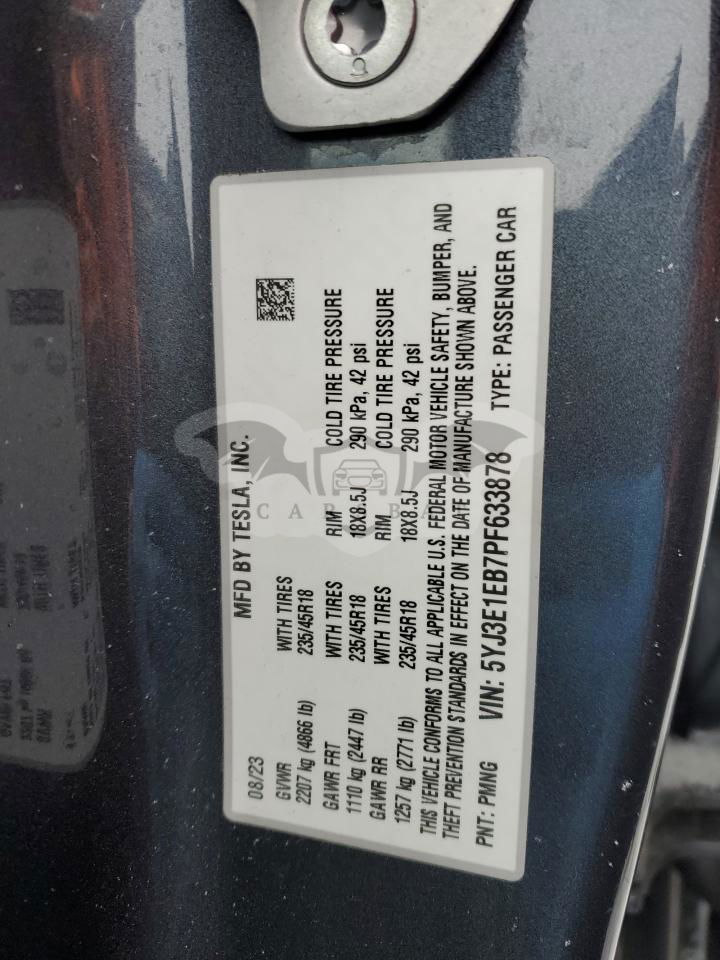 08/23 MFD BY TESLA, INC.
GVWR WITH TIRES RIM COLD TIRE PRESSURE
2207 kg (4866 lb) 235/45R18 18X8.5J 290 kPa, 42 psi
GAWR FRT WITH TIRES RIM COLD TIRE PRESSURE
1110 kg (2447 lb) 235/45R18 18X8.5J 290 kPa, 42 psi
GAWR RR
1257 kg (2771 lb)
THIS VEHICLE CONFORMS TO ALL APPLICABLE U.S. FEDERAL MOTOR VEHICLE SAFETY, BUMPER, AND
THEFT PREVENTION STANDARDS IN EFFECT ON THE DATE OF MANUFACTURE SHOWN ABOVE.
PNT: PMNG VIN: 5YJ3E1EB7PF633878 TYPE: PASSENGER CAR